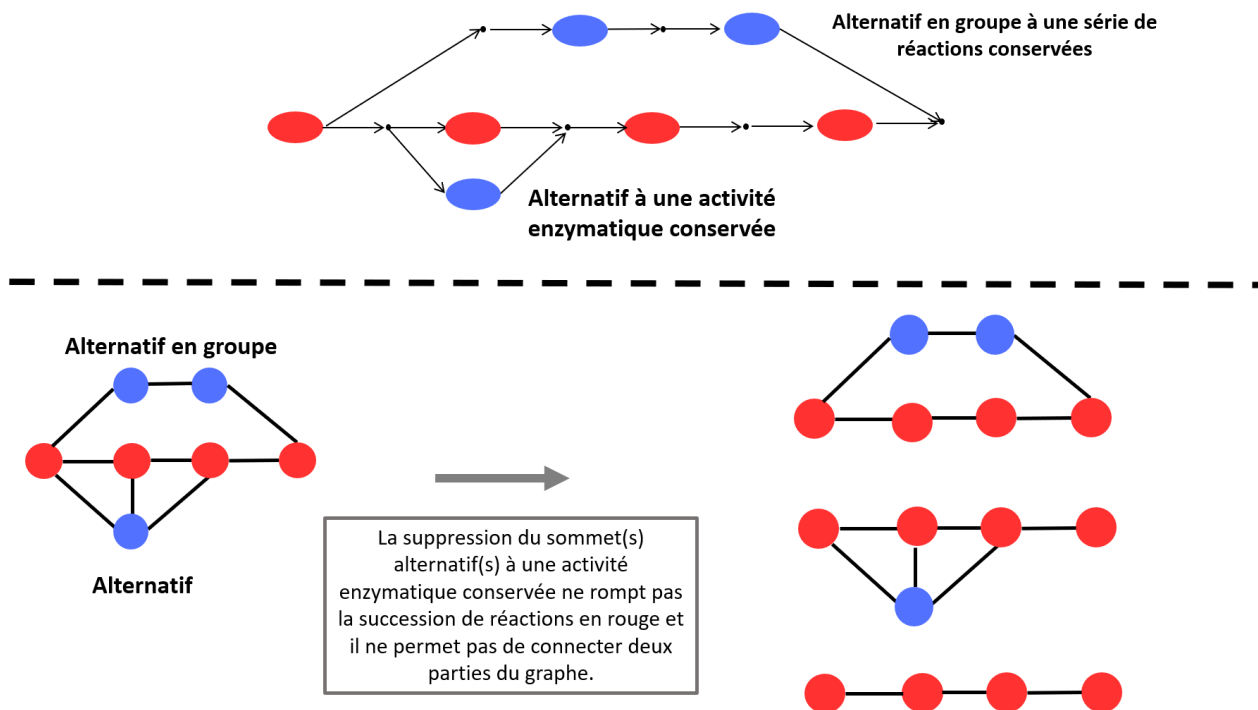 Alternatif en groupe à une série de
réactions conservées
Alternatif à une activité
enzymatique conservée
Alternatif en groupe
Alternatif
La suppression du sommet(s)
alternatif(s) à une activité
enzymatique conservée ne rompt pas
la succession de réactions en rouge et
il ne permet pas de connecter deux
parties du graphe.